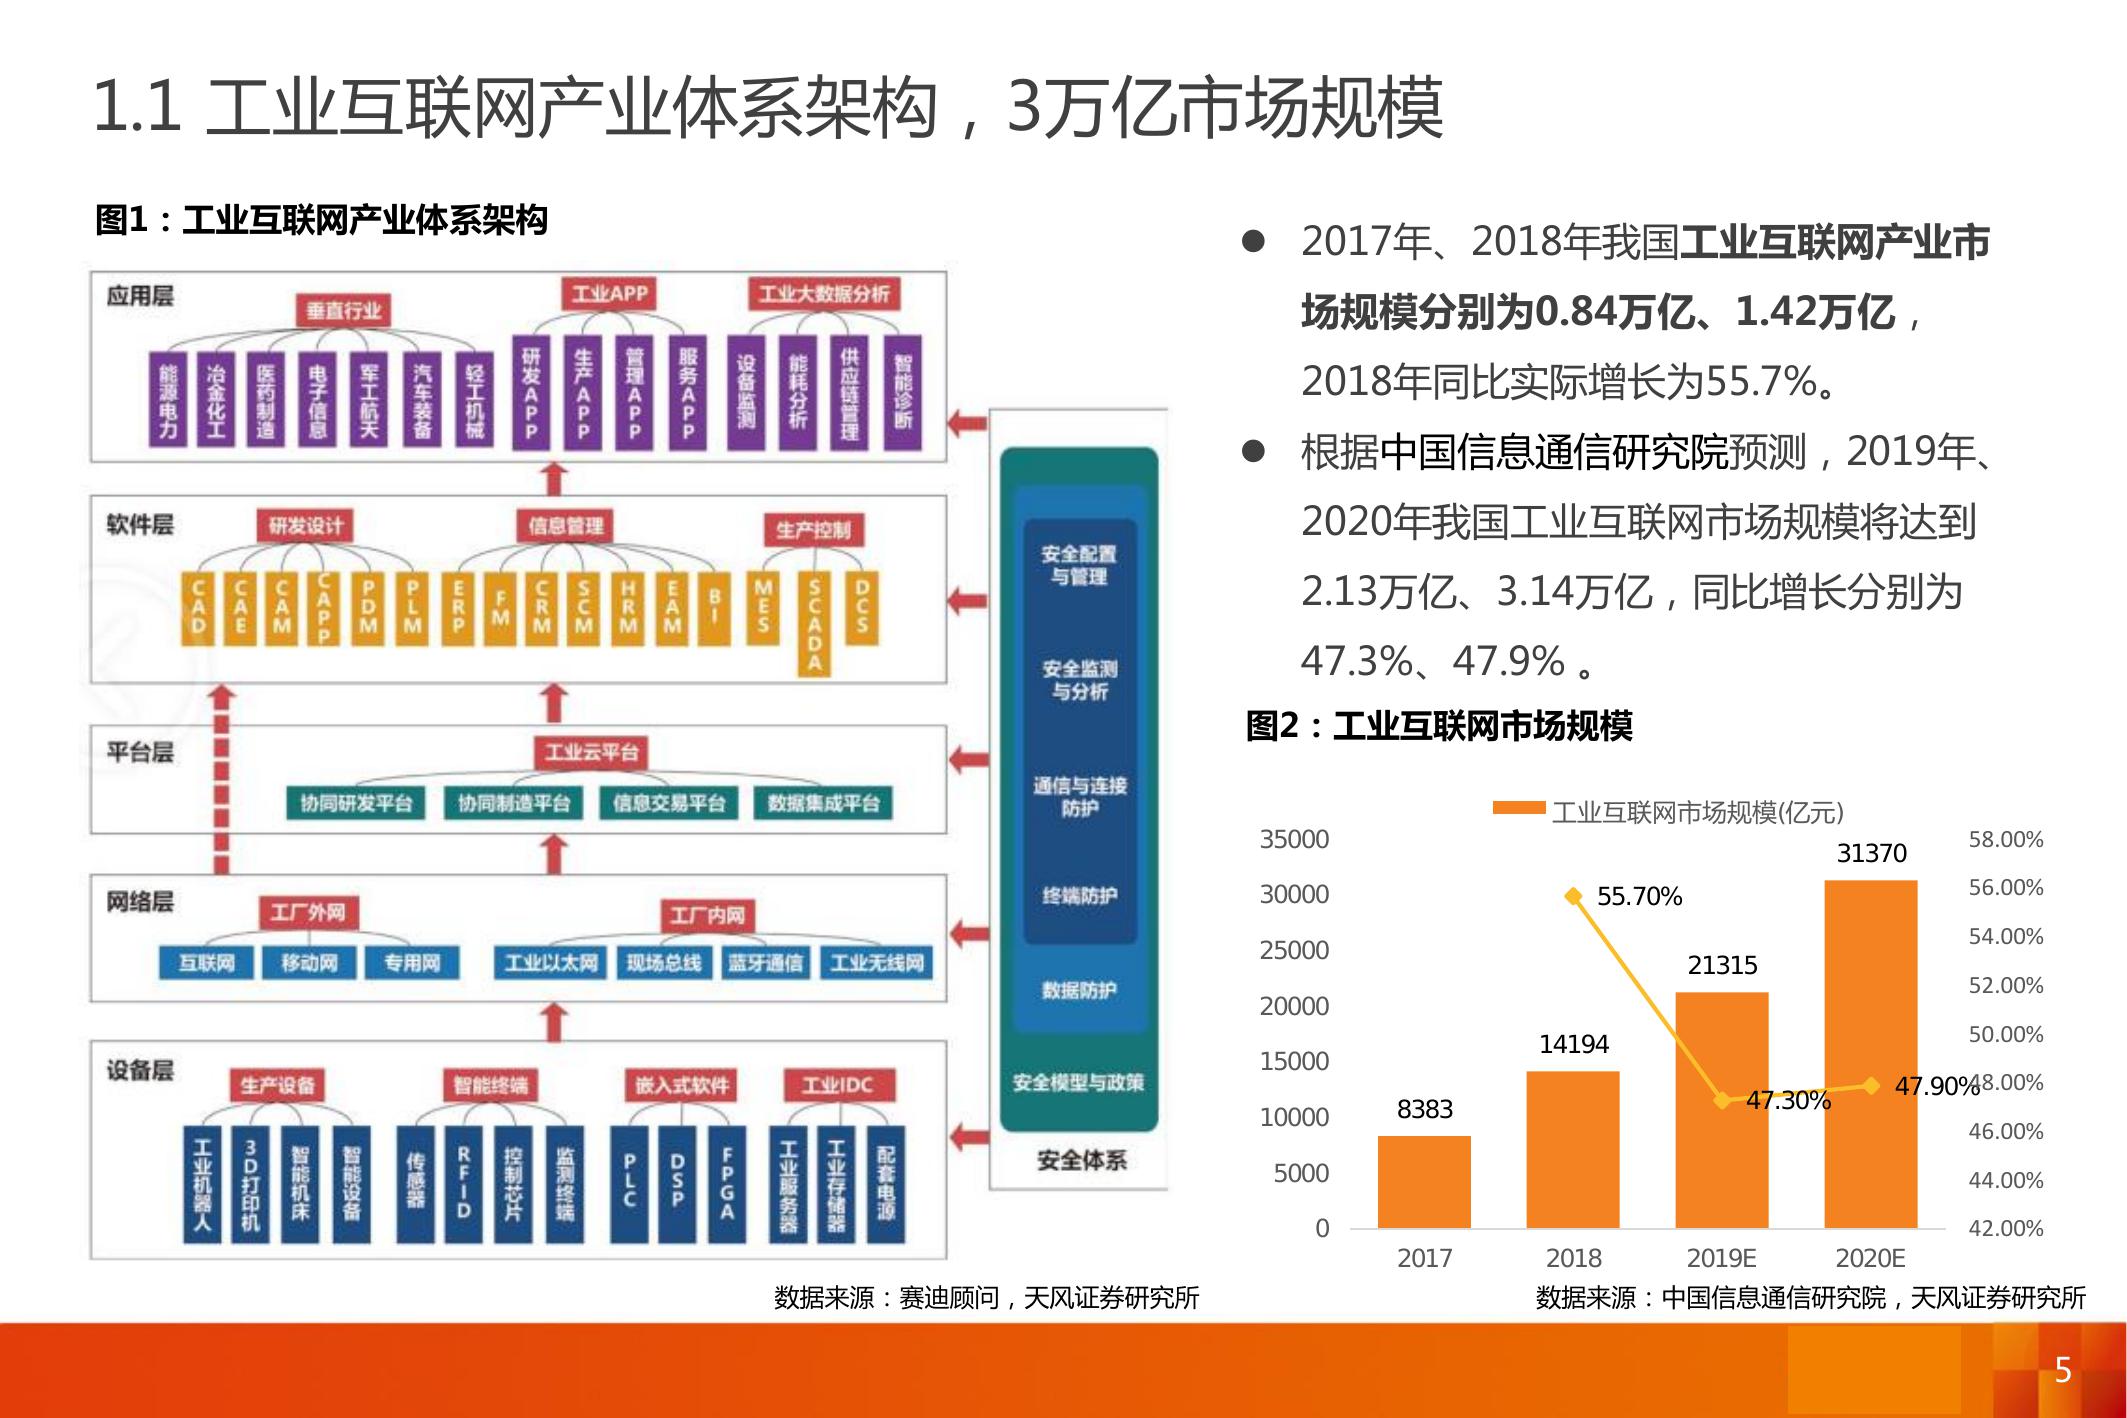 1.1 工业互联网产业体系架构，3万亿市场规模
图1：工业互联网产业体系架构
应用层
垂直行业
工业APP
工业大数据分析
能源电力
冶金化工
医药制造
电子信息
军工航天
汽车装备
轻工机械
研发APP
生产APP
管理APP
服务APP
设备监测
能耗分析
供应链管理
智能诊断
软件层
研发设计
信息管理
生产控制
CAD
CAE
CAM
CAPP
PDM
PLM
ERP
FM
CRM
SCM
HRM
EAM
BI
MES
SCADA
DCS
平台层
工业云平台
协同研发平台
协同制造平台
信息交易平台
数据集成平台
网络层
工厂外网
工厂内网
互联网
移动网
专用网
工业以太网
现场总线
蓝牙通信
工业无线网
设备层
生产设备
智能终端
嵌入式软件
工业IDC
工业机器人
3D打印机
智能机床
智能设备
传感器
RFID
控制芯片
监测终端
PLC
DSP
FPGA
工业服务器
工业存储器
配套电源
安全配置
与管理
安全监测
与分析
通信与连接
防护
终端防护
数据防护
安全模型与政策
安全体系
数据来源：赛迪顾问，天风证券研究所
● 2017年、2018年我国工业互联网产业市
场规模分别为0.84万亿、1.42万亿，
2018年同比实际增长为55.7%。
● 根据中国信息通信研究院预测，2019年、
2020年我国工业互联网市场规模将达到
2.13万亿、3.14万亿，同比增长分别为
47.3%、47.9% 。
图2：工业互联网市场规模
工业互联网市场规模(亿元)
35000
30000
25000
20000
15000
10000
5000
0
8383
14194
21315
31370
55.70%
47.30%
47.90%
58.00%
56.00%
54.00%
52.00%
50.00%
48.00%
46.00%
44.00%
42.00%
2017
2018
2019E
2020E
数据来源：中国信息通信研究院，天风证券研究所
5